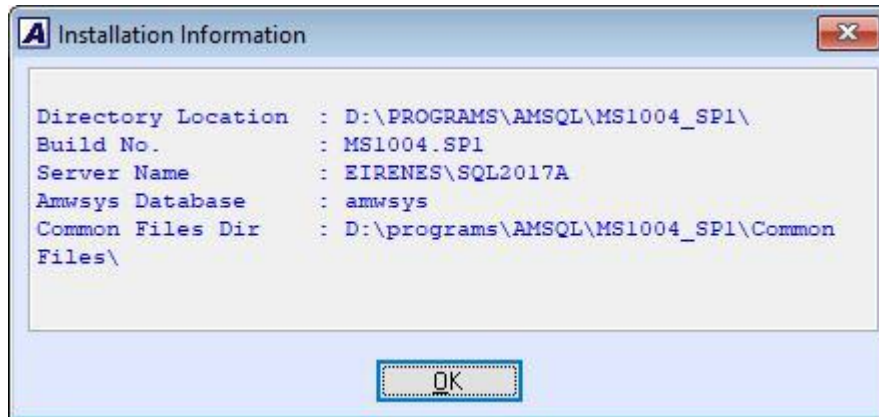 A Installation Information
Directory Location : D:\PROGRAMS\AMSQL\MS1004_SP1\
Build No. : MS1004.SP1
Server Name : EIRENES\SQL2017A
Amwsys Database : amwsys
Common Files Dir : D:\programs\AMSQL\MS1004_SP1\Common
Files\
OK